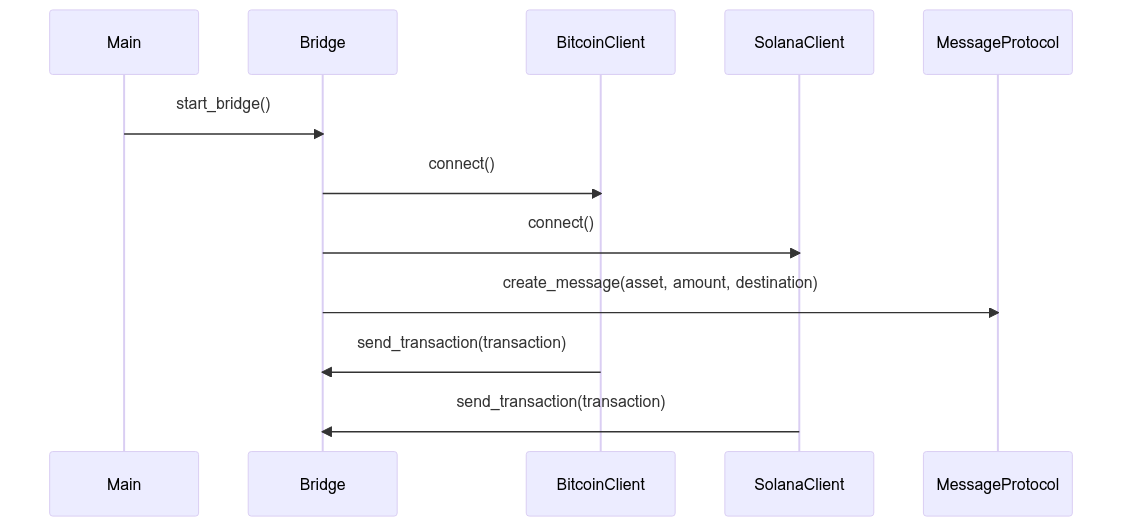 Main
Bridge
BitcoinClient
SolanaClient
MessageProtocol
start_bridge()
connect()
connect()
create_message(asset, amount, destination)
send_transaction(transaction)
send_transaction(transaction)
Main
Bridge
BitcoinClient
SolanaClient
MessageProtocol